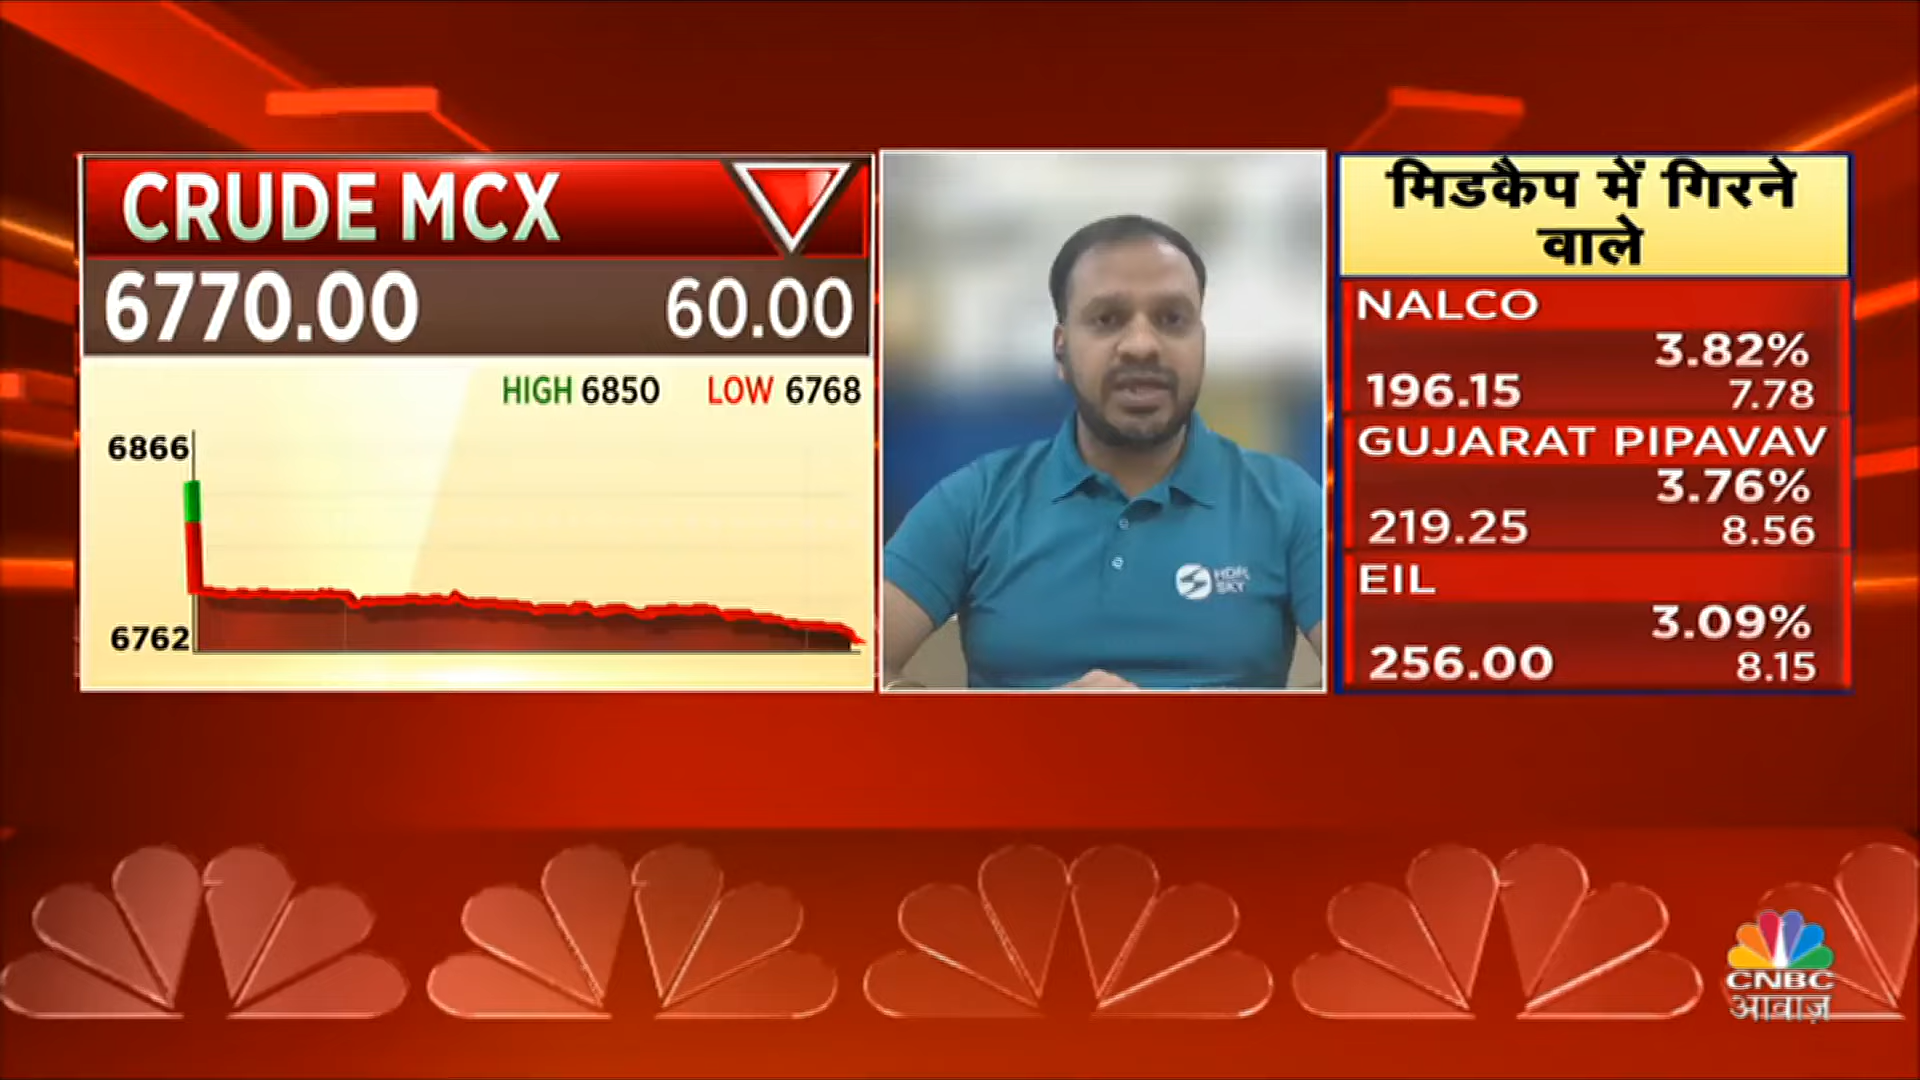 CRUDE MCX
6770.00 60.00
HIGH 6850 LOW 6768
6866
6762
HDFC
SKY
मिडकैप में गिरने
वाले
NALCO
3.82%
196.15 7.78
GUJARAT PIPAVAV
3.76%
219.25 8.56
EIL
3.09%
256.00 8.15
CNBC
आवाज़